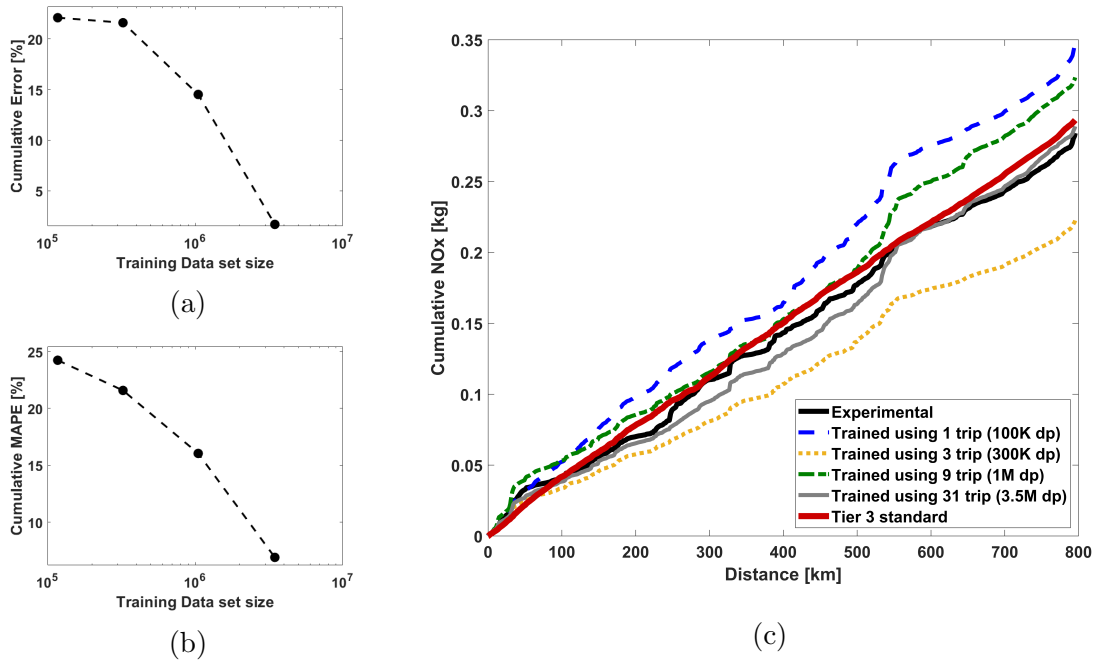 Cumulative Error [%]
20
15
10
5
10^5
10^6
10^7
Training Data set size
(a)
Cumulative MAPE [%]
25
20
15
10
10^5
10^6
10^7
Training Data set size
(b)
Cumulative NOx [kg]
0.35
0.3
0.25
0.2
0.15
0.1
0.05
0
0
100
200
300
400
500
600
700
800
Distance [km]
Experimental
Trained using 1 trip (100K dp)
Trained using 3 trip (300K dp)
Trained using 9 trip (1M dp)
Trained using 31 trip (3.5M dp)
Tier 3 standard
(c)